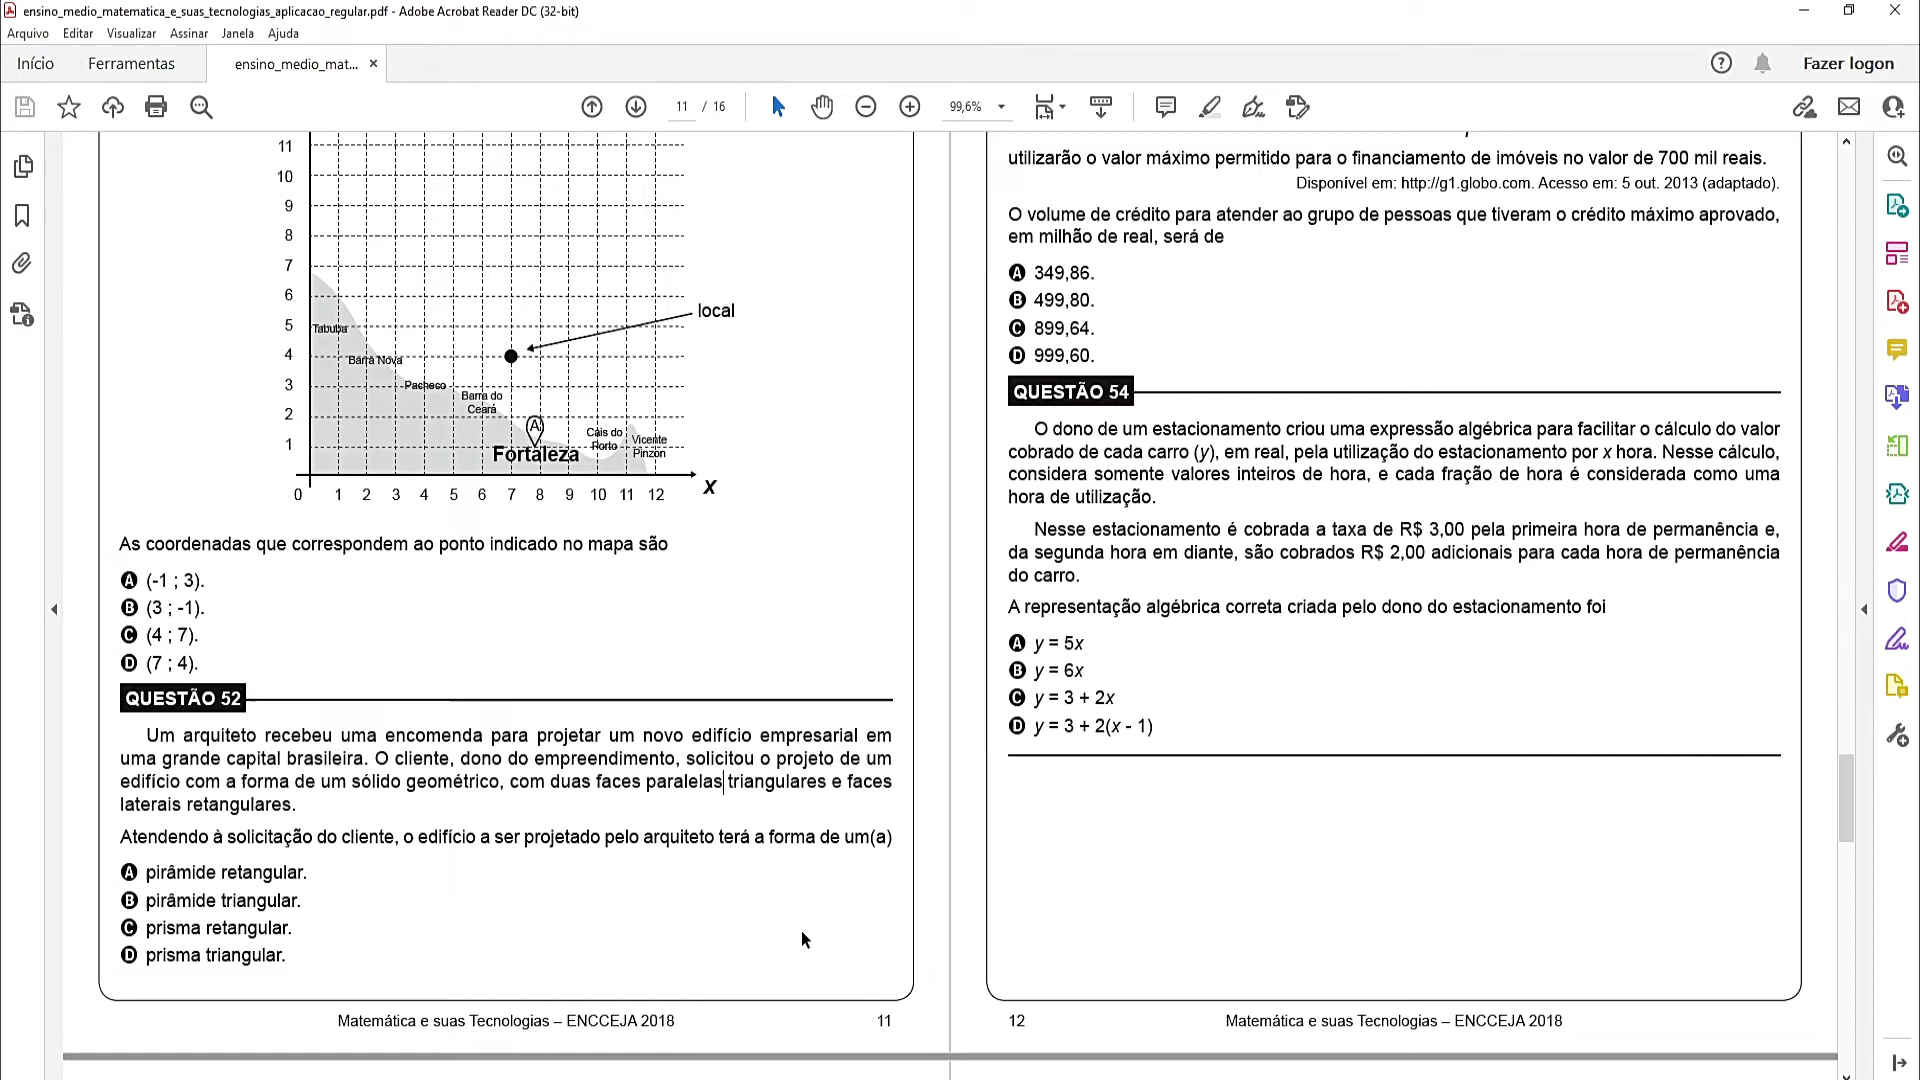 ensino_medio_matematica_e_suas_tecnologias_aplicacao_regular.pdf - Adobe Acrobat Reader DC (32-bit)
Arquivo Editar Visualizar Assinar Janela Ajuda
Início Ferramentas ensino_medio_mat... × Fazer logon
11 / 16 99,6%
11
10
9
8
7
6
5
4
3
2
1
local
Tabuba
Barra Nova
Pacheco
Barra do
Ceará
A
Cais do
Porto
Vicente
Pinzon
Fortaleza
0 1 2 3 4 5 6 7 8 9 10 11 12 X
As coordenadas que correspondem ao ponto indicado no mapa são
A (-1 ; 3).
B (3 ; -1).
C (4 ; 7).
D (7 ; 4).
QUESTÃO 52
Um arquiteto recebeu uma encomenda para projetar um novo edifício empresarial em
uma grande capital brasileira. O cliente, dono do empreendimento, solicitou o projeto de um
edifício com a forma de um sólido geométrico, com duas faces paralelas triangulares e faces
laterais retangulares.
Atendendo à solicitação do cliente, o edifício a ser projetado pelo arquiteto terá a forma de um(a)
A pirâmide retangular.
B pirâmide triangular.
C prisma retangular.
D prisma triangular.
Matemática e suas Tecnologias – ENCCEJA 2018 11
utilizarão o valor máximo permitido para o financiamento de imóveis no valor de 700 mil reais.
Disponível em: http://g1.globo.com. Acesso em: 5 out. 2013 (adaptado).
O volume de crédito para atender ao grupo de pessoas que tiveram o crédito máximo aprovado,
em milhão de real, será de
A 349,86.
B 499,80.
C 899,64.
D 999,60.
QUESTÃO 54
O dono de um estacionamento criou uma expressão algébrica para facilitar o cálculo do valor
cobrado de cada carro (y), em real, pela utilização do estacionamento por x hora. Nesse cálculo,
considera somente valores inteiros de hora, e cada fração de hora é considerada como uma
hora de utilização.
Nesse estacionamento é cobrada a taxa de R$ 3,00 pela primeira hora de permanência e,
da segunda hora em diante, são cobrados R$ 2,00 adicionais para cada hora de permanência
do carro.
A representação algébrica correta criada pelo dono do estacionamento foi
A y = 5x
B y = 6x
C y = 3 + 2x
D y = 3 + 2(x - 1)
12 Matemática e suas Tecnologias – ENCCEJA 2018